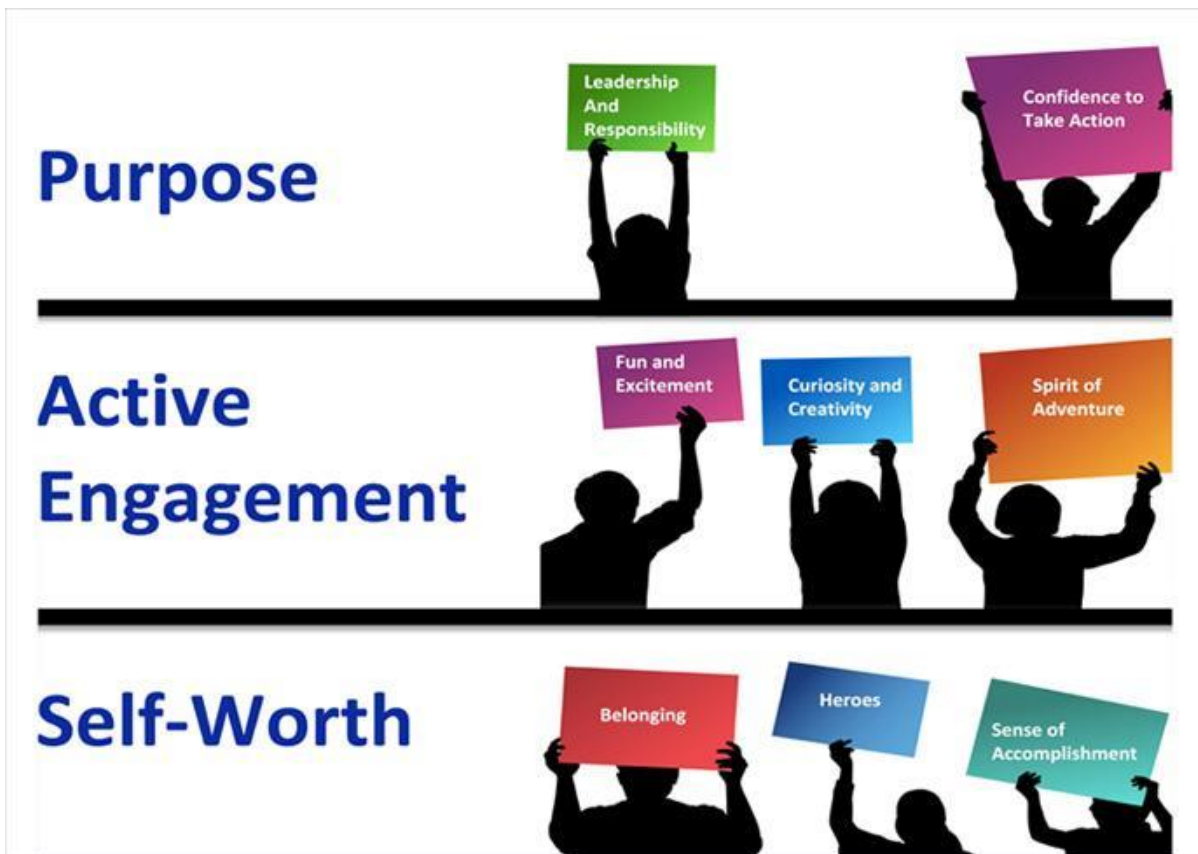 Purpose
Leadership
And
Responsibility
Confidence to
Take Action
Active
Engagement
Fun and
Excitement
Curiosity and
Creativity
Spirit of
Adventure
Self-Worth
Belonging
Heroes
Sense of
Accomplishment